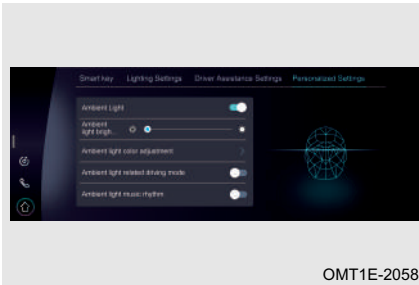 Smart key Lighting Settings Driver Assistance Settings Personalized Settings
Ambient Light
Ambient
light brigh...
Ambient light color adjustment
Ambient light related driving mode
Ambient light music rhythm
OMT1E-2058